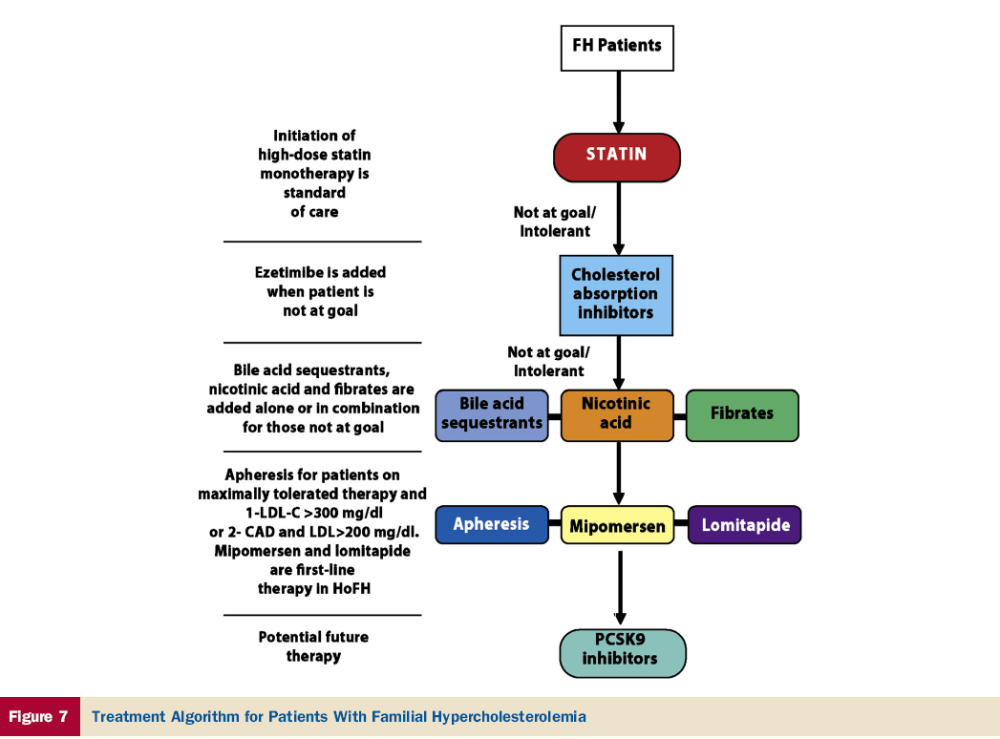 FH Patients
Initiation of
high-dose statin
monotherapy is
standard
of care
STATIN
Not at goal/
Intolerant
Ezetimibe is added
when patient is
not at goal
Cholesterol
absorption
inhibitors
Not at goal/
Intolerant
Bile acid sequestrants,
nicotinic acid and fibrates are
added alone or in combination
for those not at goal
Bile acid
sequestrants
Nicotinic
acid
Fibrates
Apheresis for patients on
maximally tolerated therapy and
1-LDL-C >300 mg/dl
or 2- CAD and LDL>200 mg/dl.
Mipomersen and lomitapide
are first-line
therapy in HoFH
Apheresis
Mipomersen
Lomitapide
Potential future
therapy
PCSK9
inhibitors
Figure 7
Treatment Algorithm for Patients With Familial Hypercholesterolemia